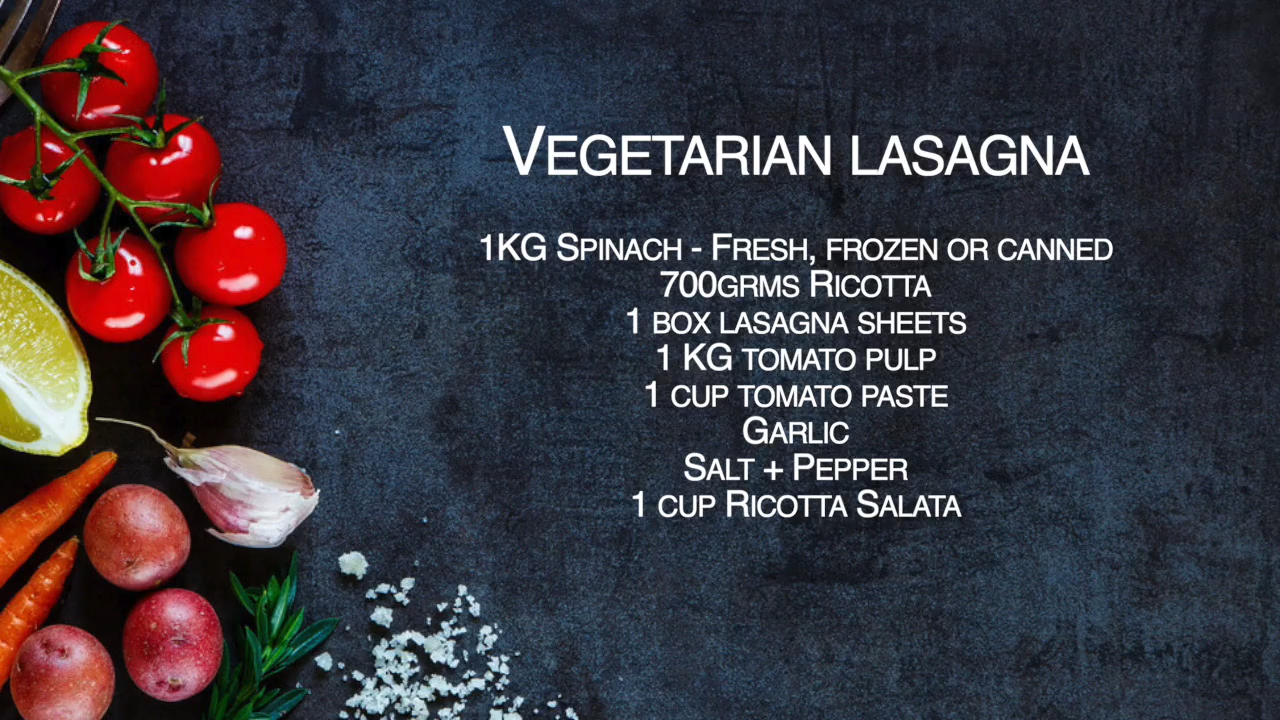 Vegetarian lasagna
1KG Spinach - Fresh, frozen or canned
700grms Ricotta
1 box lasagna sheets
1 KG tomato pulp
1 cup tomato paste
Garlic
Salt + Pepper
1 cup Ricotta Salata